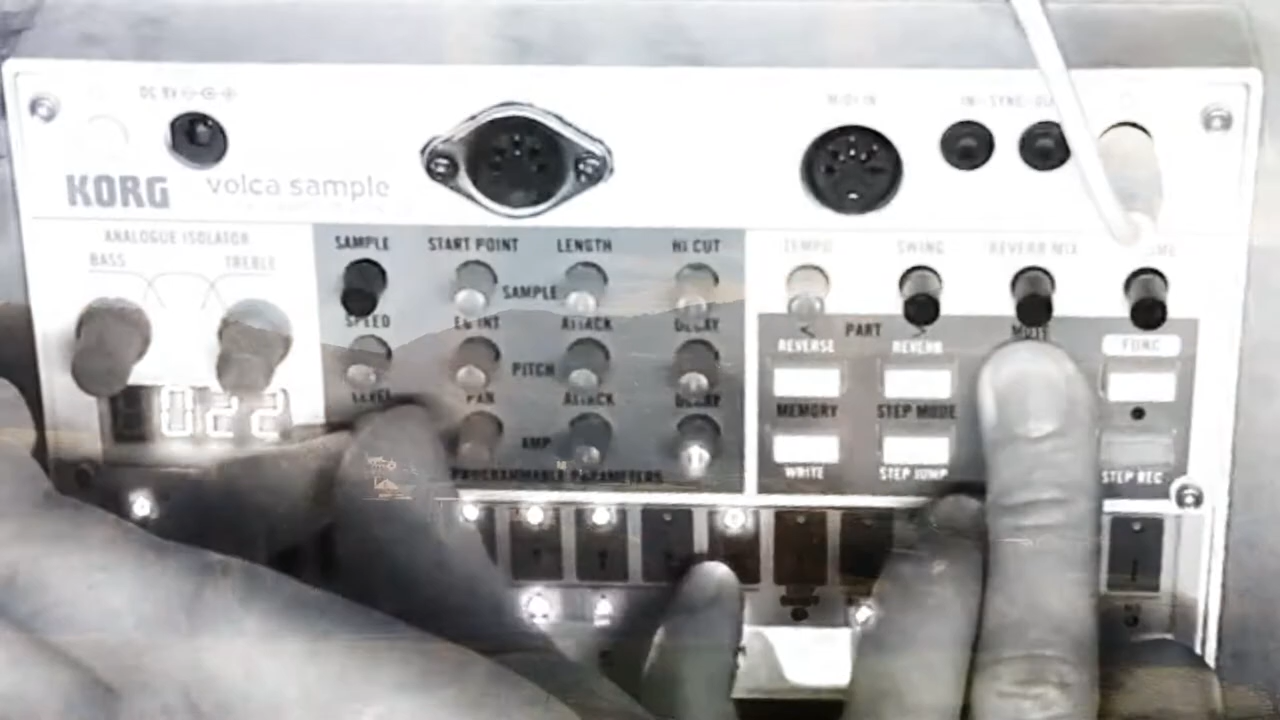 DC 9V
MIDI IN
KORG volca sample
ANALOGUE ISOLATOR
BASS TREBLE
SAMPLE START POINT LENGTH HI CUT
TEMPO SWING REVERB MIX
SAMPLE
SPEED EG INT ATTACK DECAY
< PART > MUTE FUNC
REVERSE REVERB
PITCH
LEVEL PAN ATTACK DECAY
MEMORY STEP MODE
022
AMP
PROGRAMMABLE PARAMETERS
WRITE STEP JUMP STEP REC